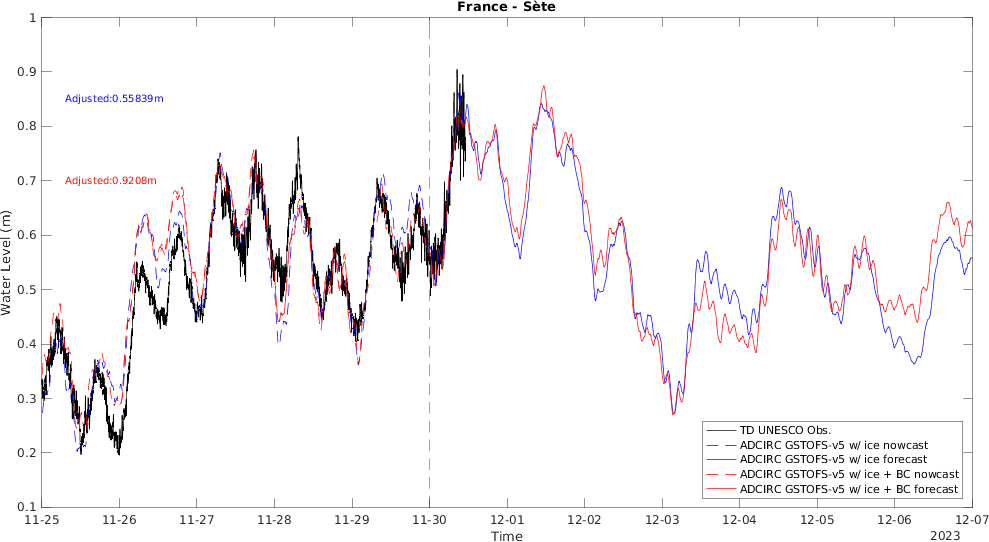 France - Sète
Water Level (m)
1
0.9
0.8
0.7
0.6
0.5
0.4
0.3
0.2
0.1
Adjusted:0.55839m
Adjusted:0.9208m
TD UNESCO Obs.
ADCIRC GSTOFS-v5 w/ ice nowcast
ADCIRC GSTOFS-v5 w/ ice forecast
ADCIRC GSTOFS-v5 w/ ice + BC nowcast
ADCIRC GSTOFS-v5 w/ ice + BC forecast
11-25 11-26 11-27 11-28 11-29 11-30 12-01 12-02 12-03 12-04 12-05 12-06 12-07
Time
2023